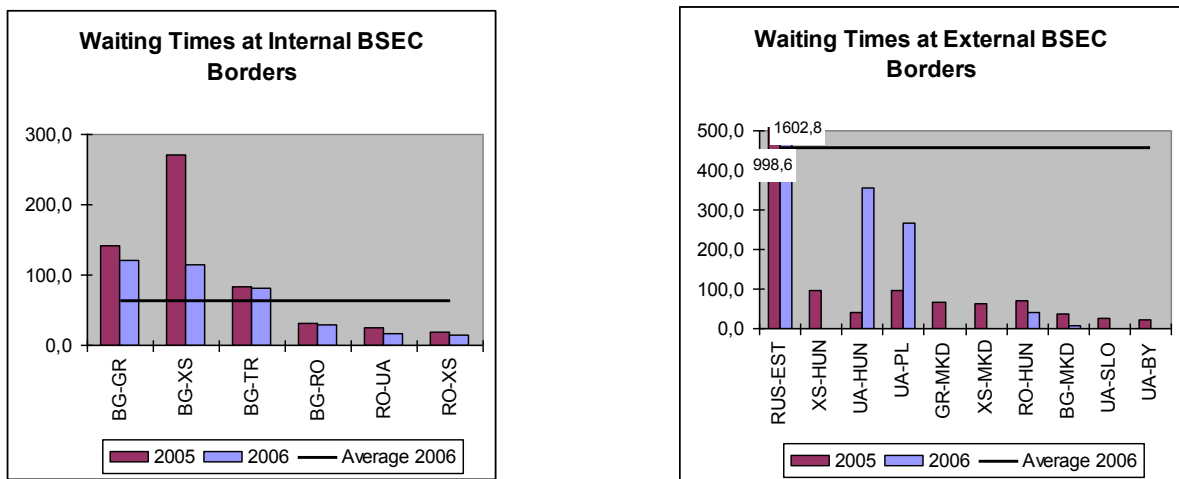 Waiting Times at Internal BSEC
Borders
300,0
200,0
100,0
0,0
BG-GR
BG-XS
BG-TR
BG-RO
RO-UA
RO-XS
2005
2006
Average 2006
Waiting Times at External BSEC
Borders
500,0
400,0
300,0
200,0
100,0
0,0
1602,8
998,6
RUS-EST
XS-HUN
UA-HUN
UA-PL
GR-MKD
XS-MKD
RO-HUN
BG-MKD
UA-SLO
UA-BY
2005
2006
Average 2006